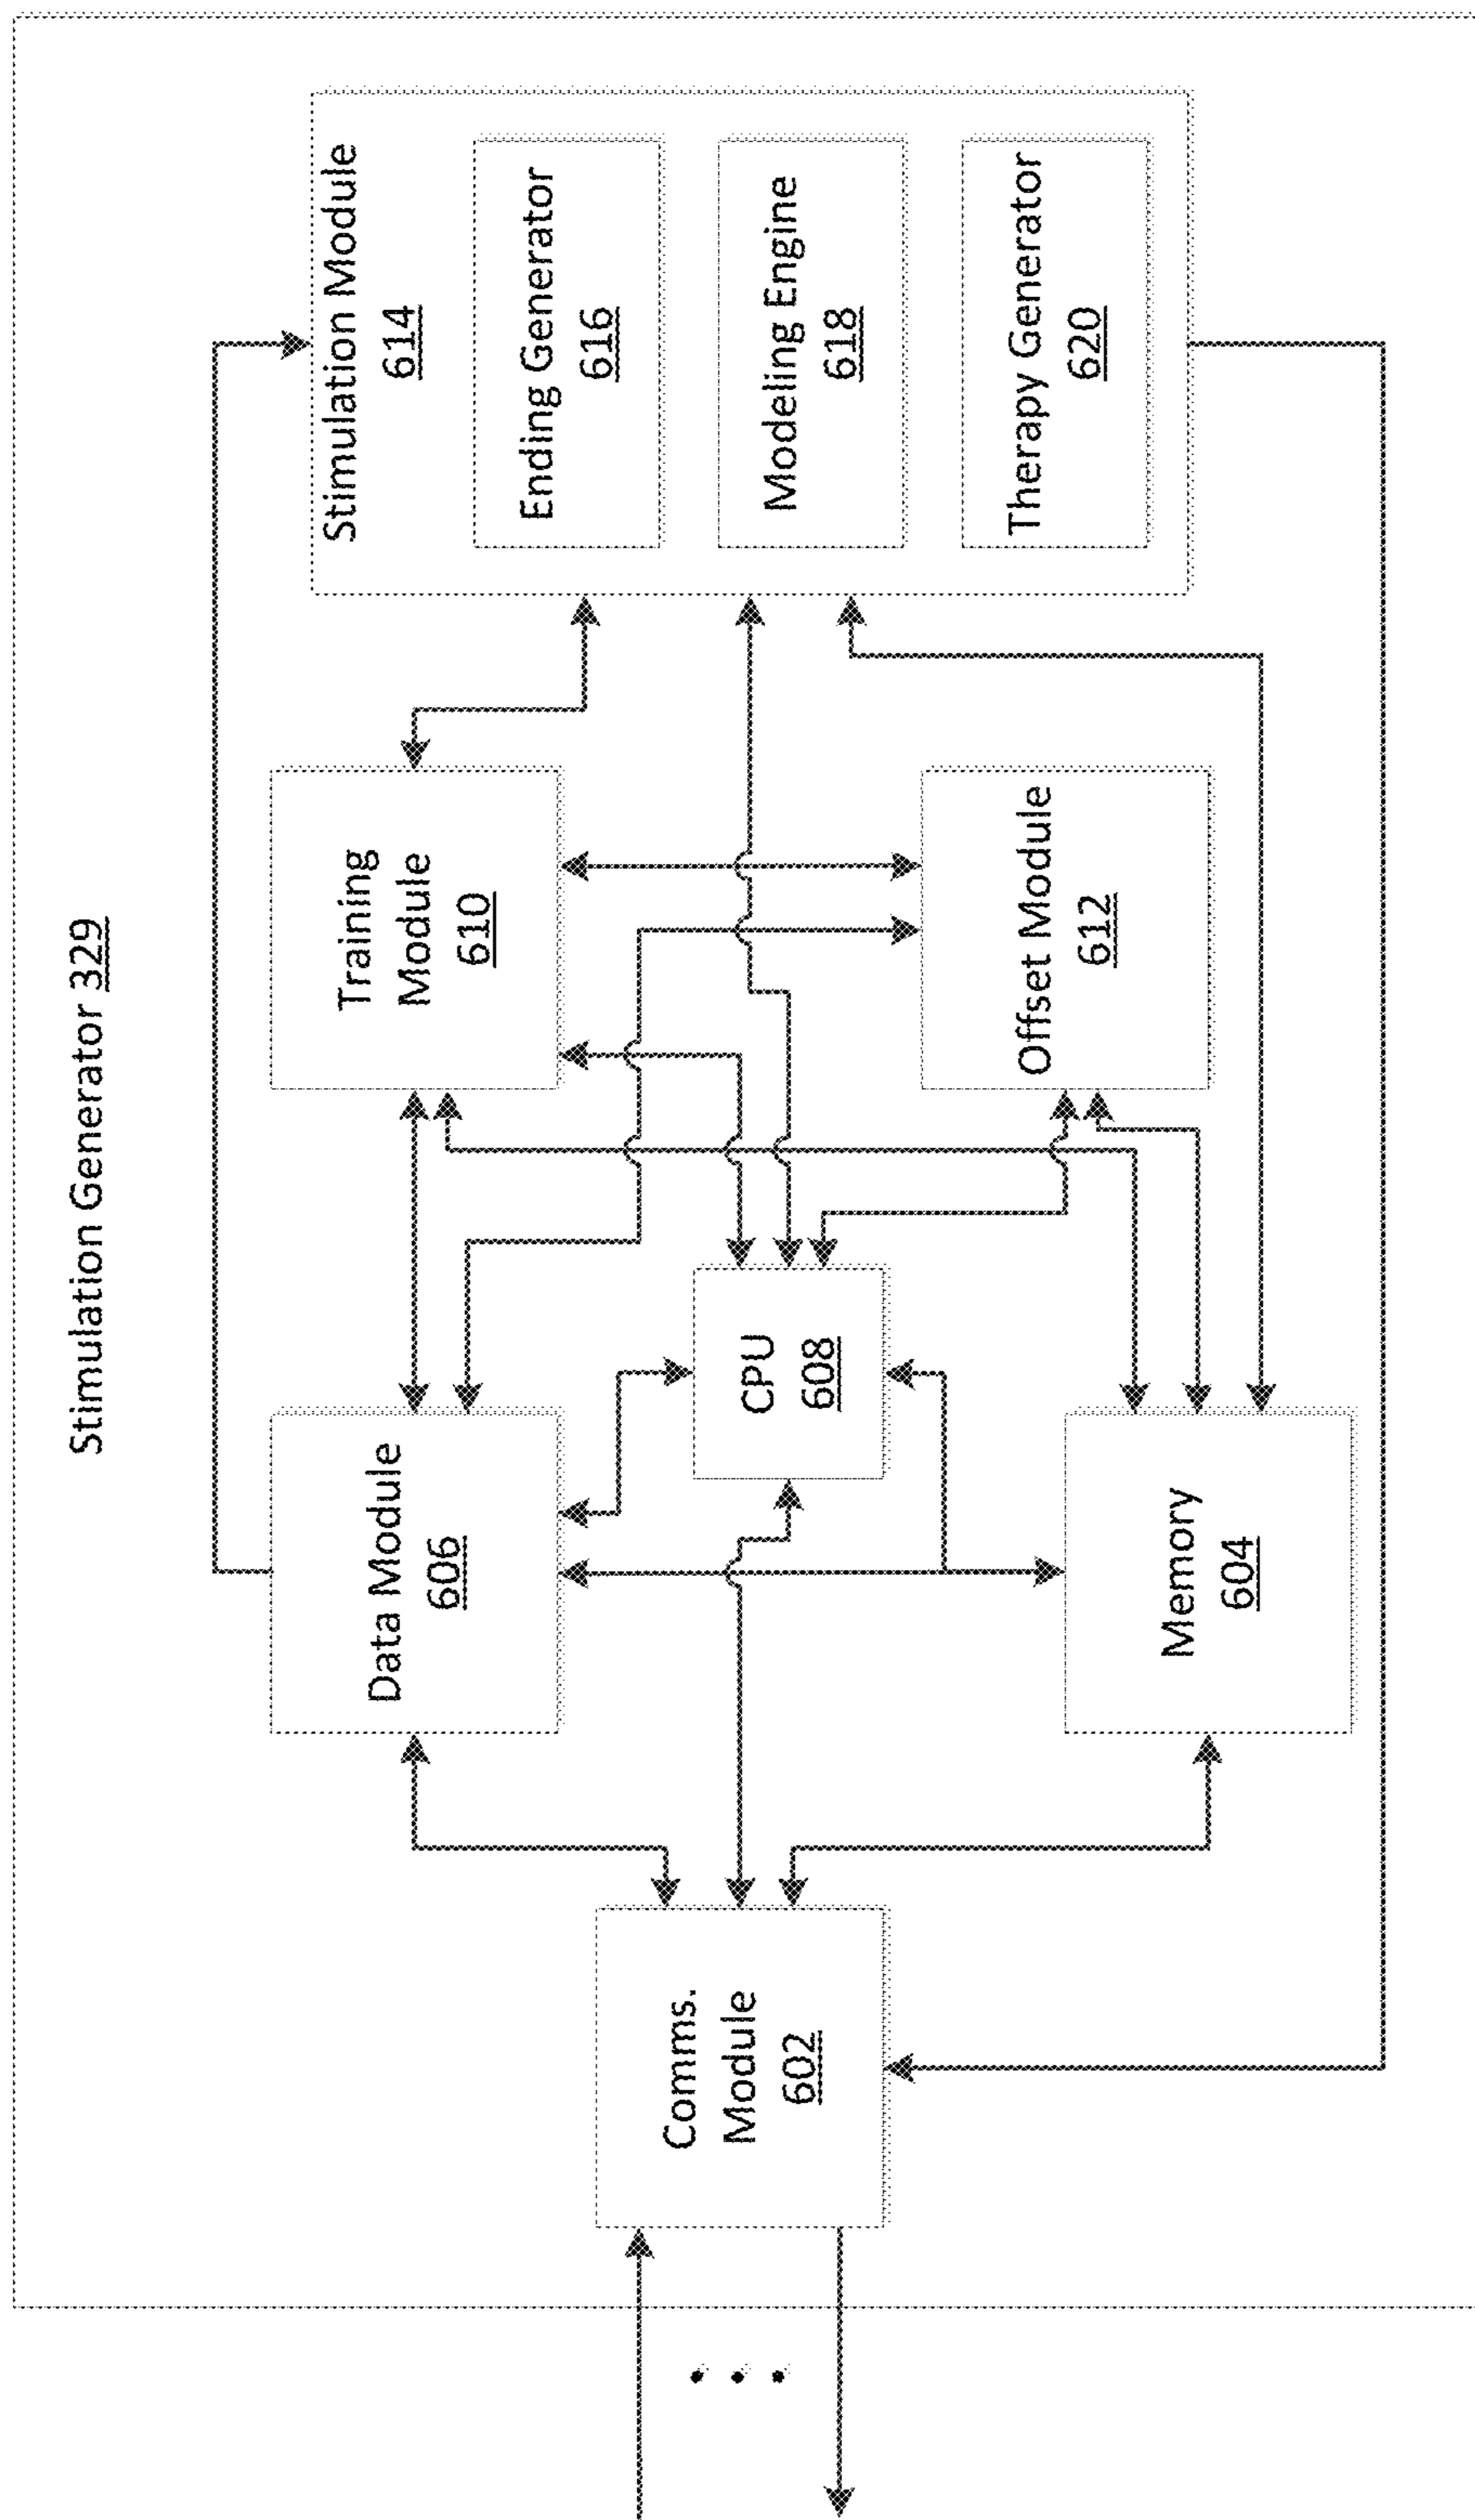 Stimulation Generator 329
Comms.
Module
602
Data Module
606
CPU
608
Memory
604
Training
Module
610
Offset Module
612
Stimulation Module
614
Ending Generator
616
Modeling Engine
618
Therapy Generator
620